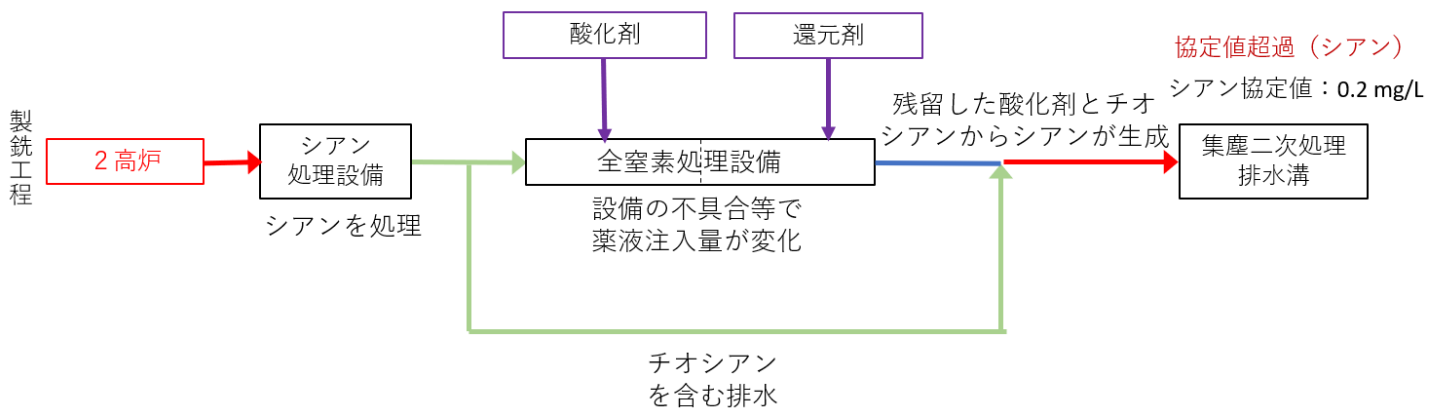 酸化剤
還元剤
協定値超過（シアン）
シアン協定値：0.2 mg/L
製銑工程
２高炉
シアン
処理設備
シアンを処理
全窒素処理設備
設備の不具合等で
薬液注入量が変化
残留した酸化剤とチオ
シアンからシアンが生成
集塵二次処理
排水溝
チオシアン
を含む排水